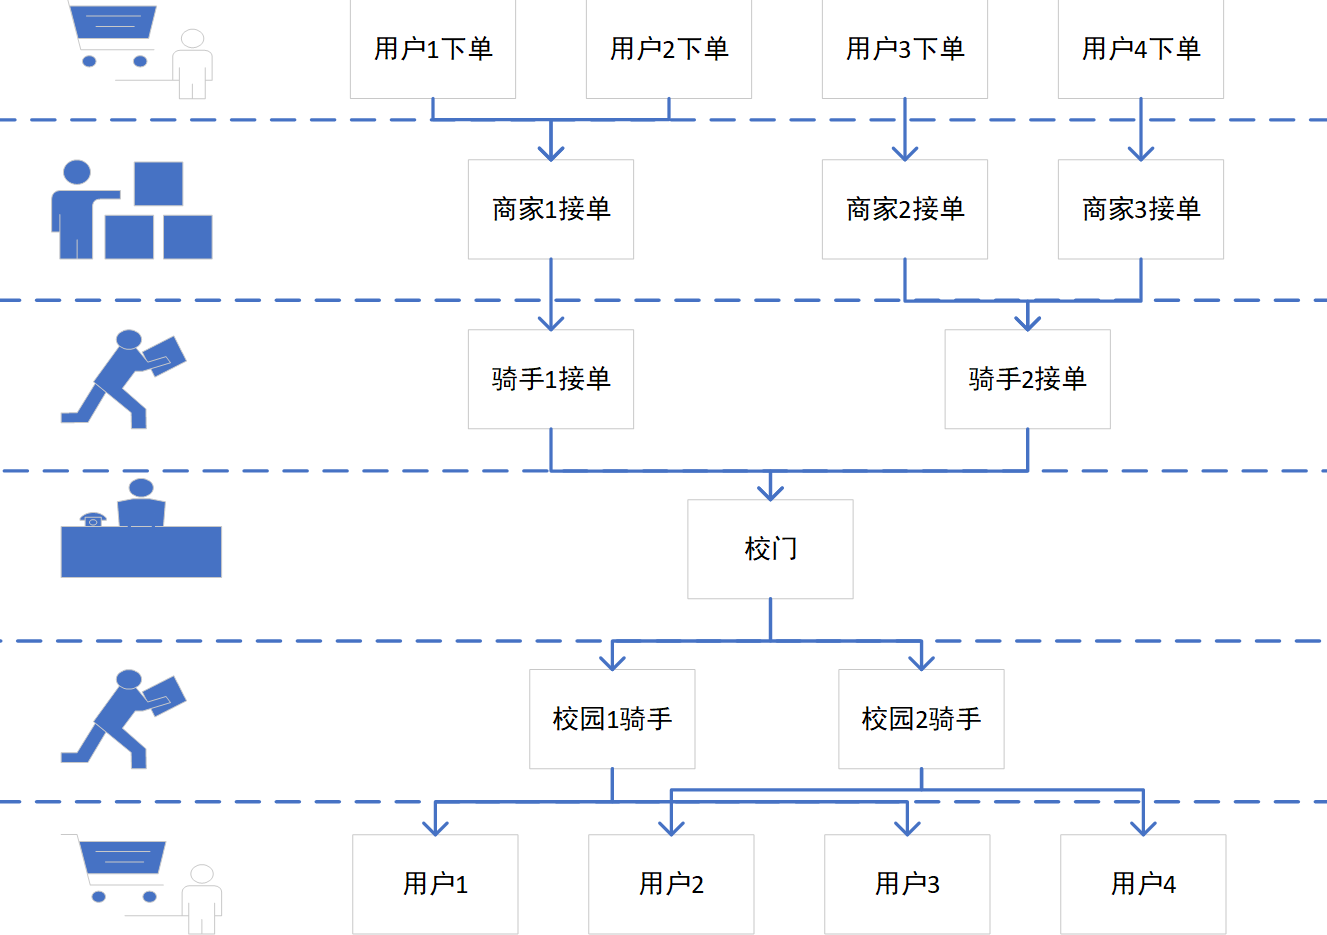 用户1下单
用户2下单
用户3下单
用户4下单
商家1接单
商家2接单
商家3接单
骑手1接单
骑手2接单
校门
校园1骑手
校园2骑手
用户1
用户2
用户3
用户4